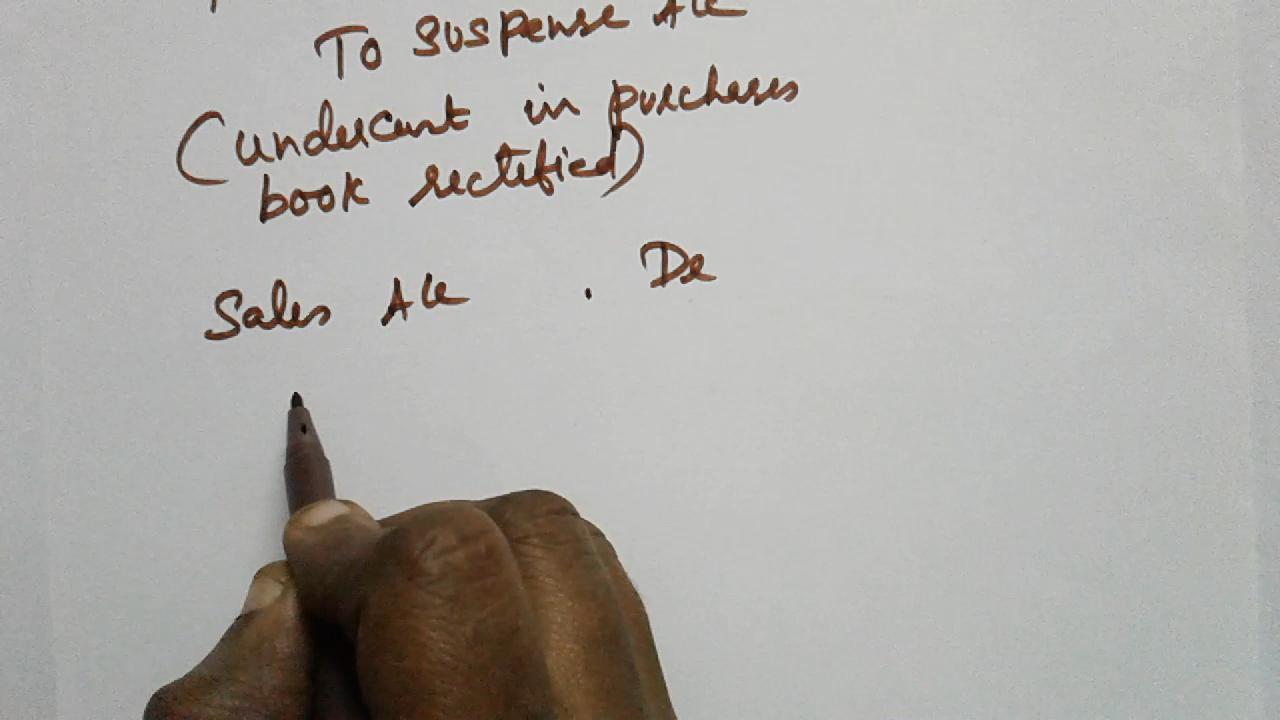 To suspense A/c
(undercast in purchases
book rectified)
Sales A/c . Dr